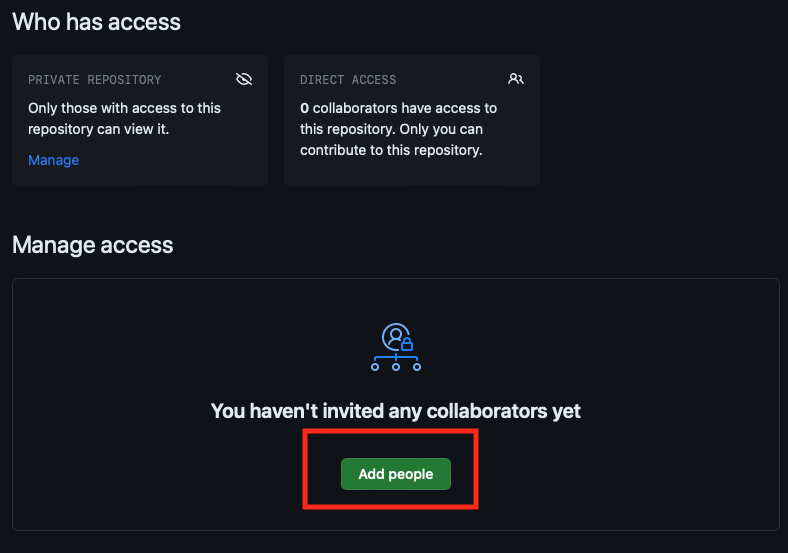 Who has access
PRIVATE REPOSITORY
Only those with access to this
repository can view it.
Manage
DIRECT ACCESS
0 collaborators have access to
this repository. Only you can
contribute to this repository.
Manage access
You haven't invited any collaborators yet
Add people